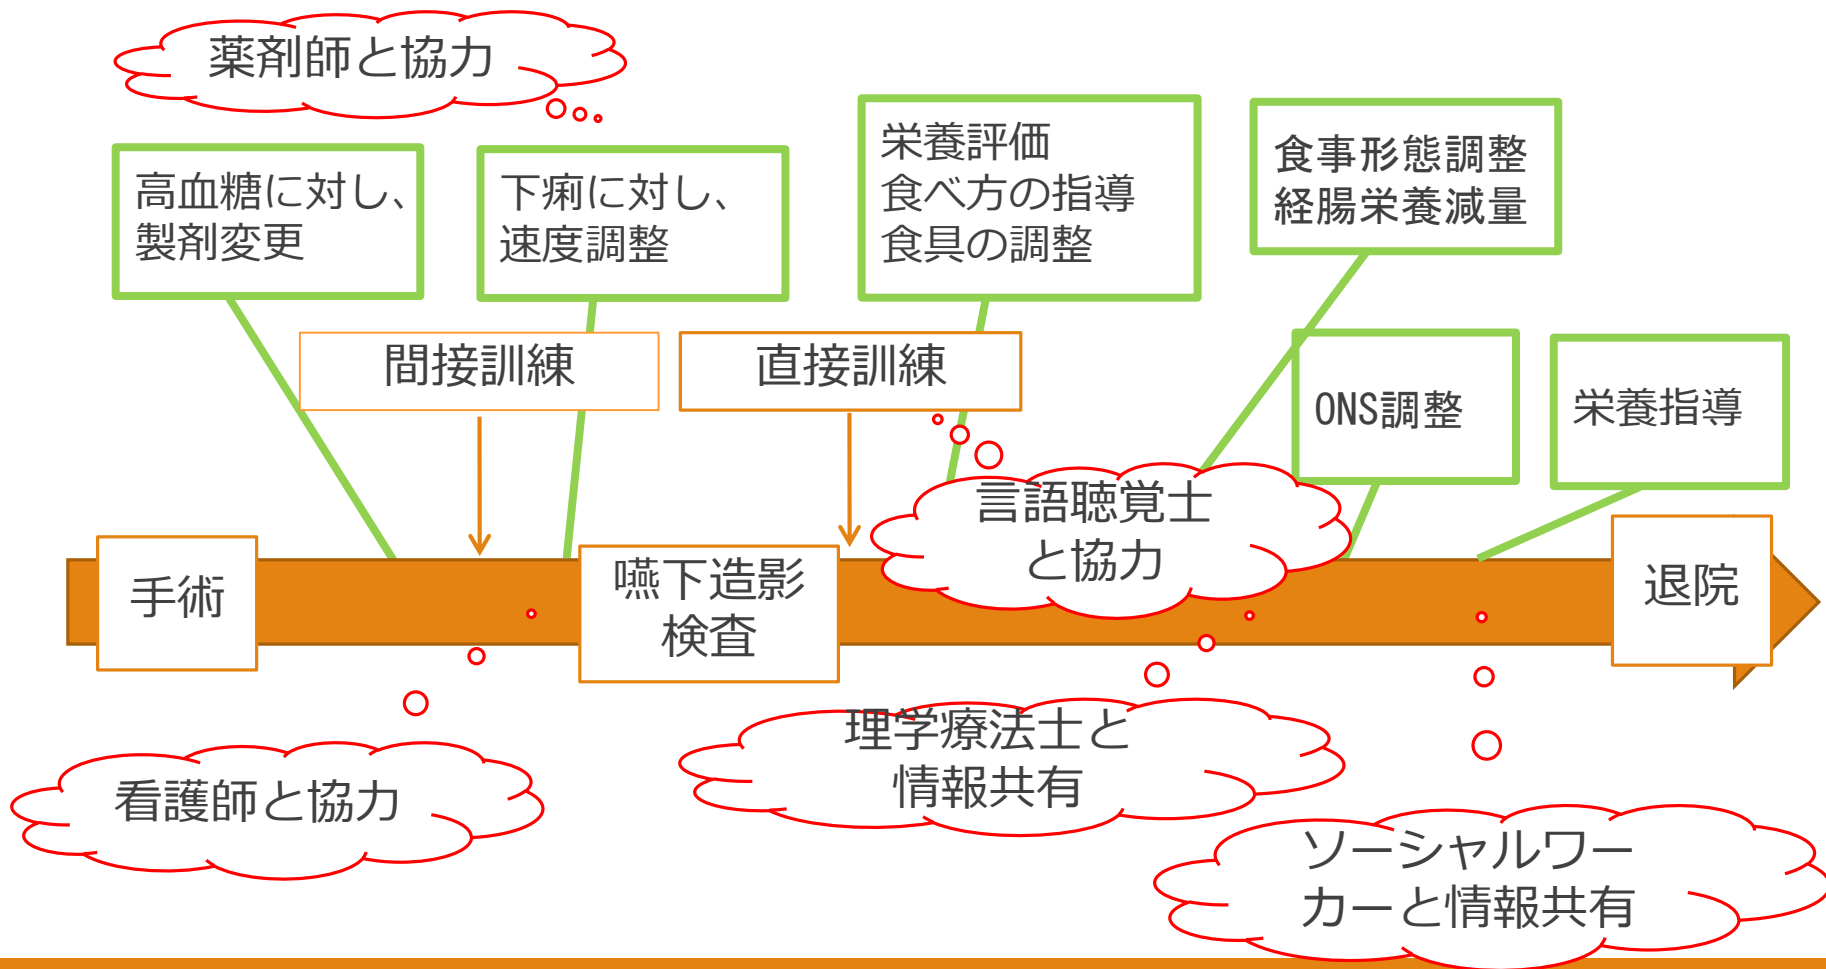 薬剤師と協力
高血糖に対し、
製剤変更
下痢に対し、
速度調整
栄養評価
食べ方の指導
食具の調整
食事形態調整
経腸栄養減量
間接訓練
直接訓練
ONS調整
栄養指導
言語聴覚士
と協力
手術
嚥下造影
検査
退院
看護師と協力
理学療法士と
情報共有
ソーシャルワー
カーと情報共有